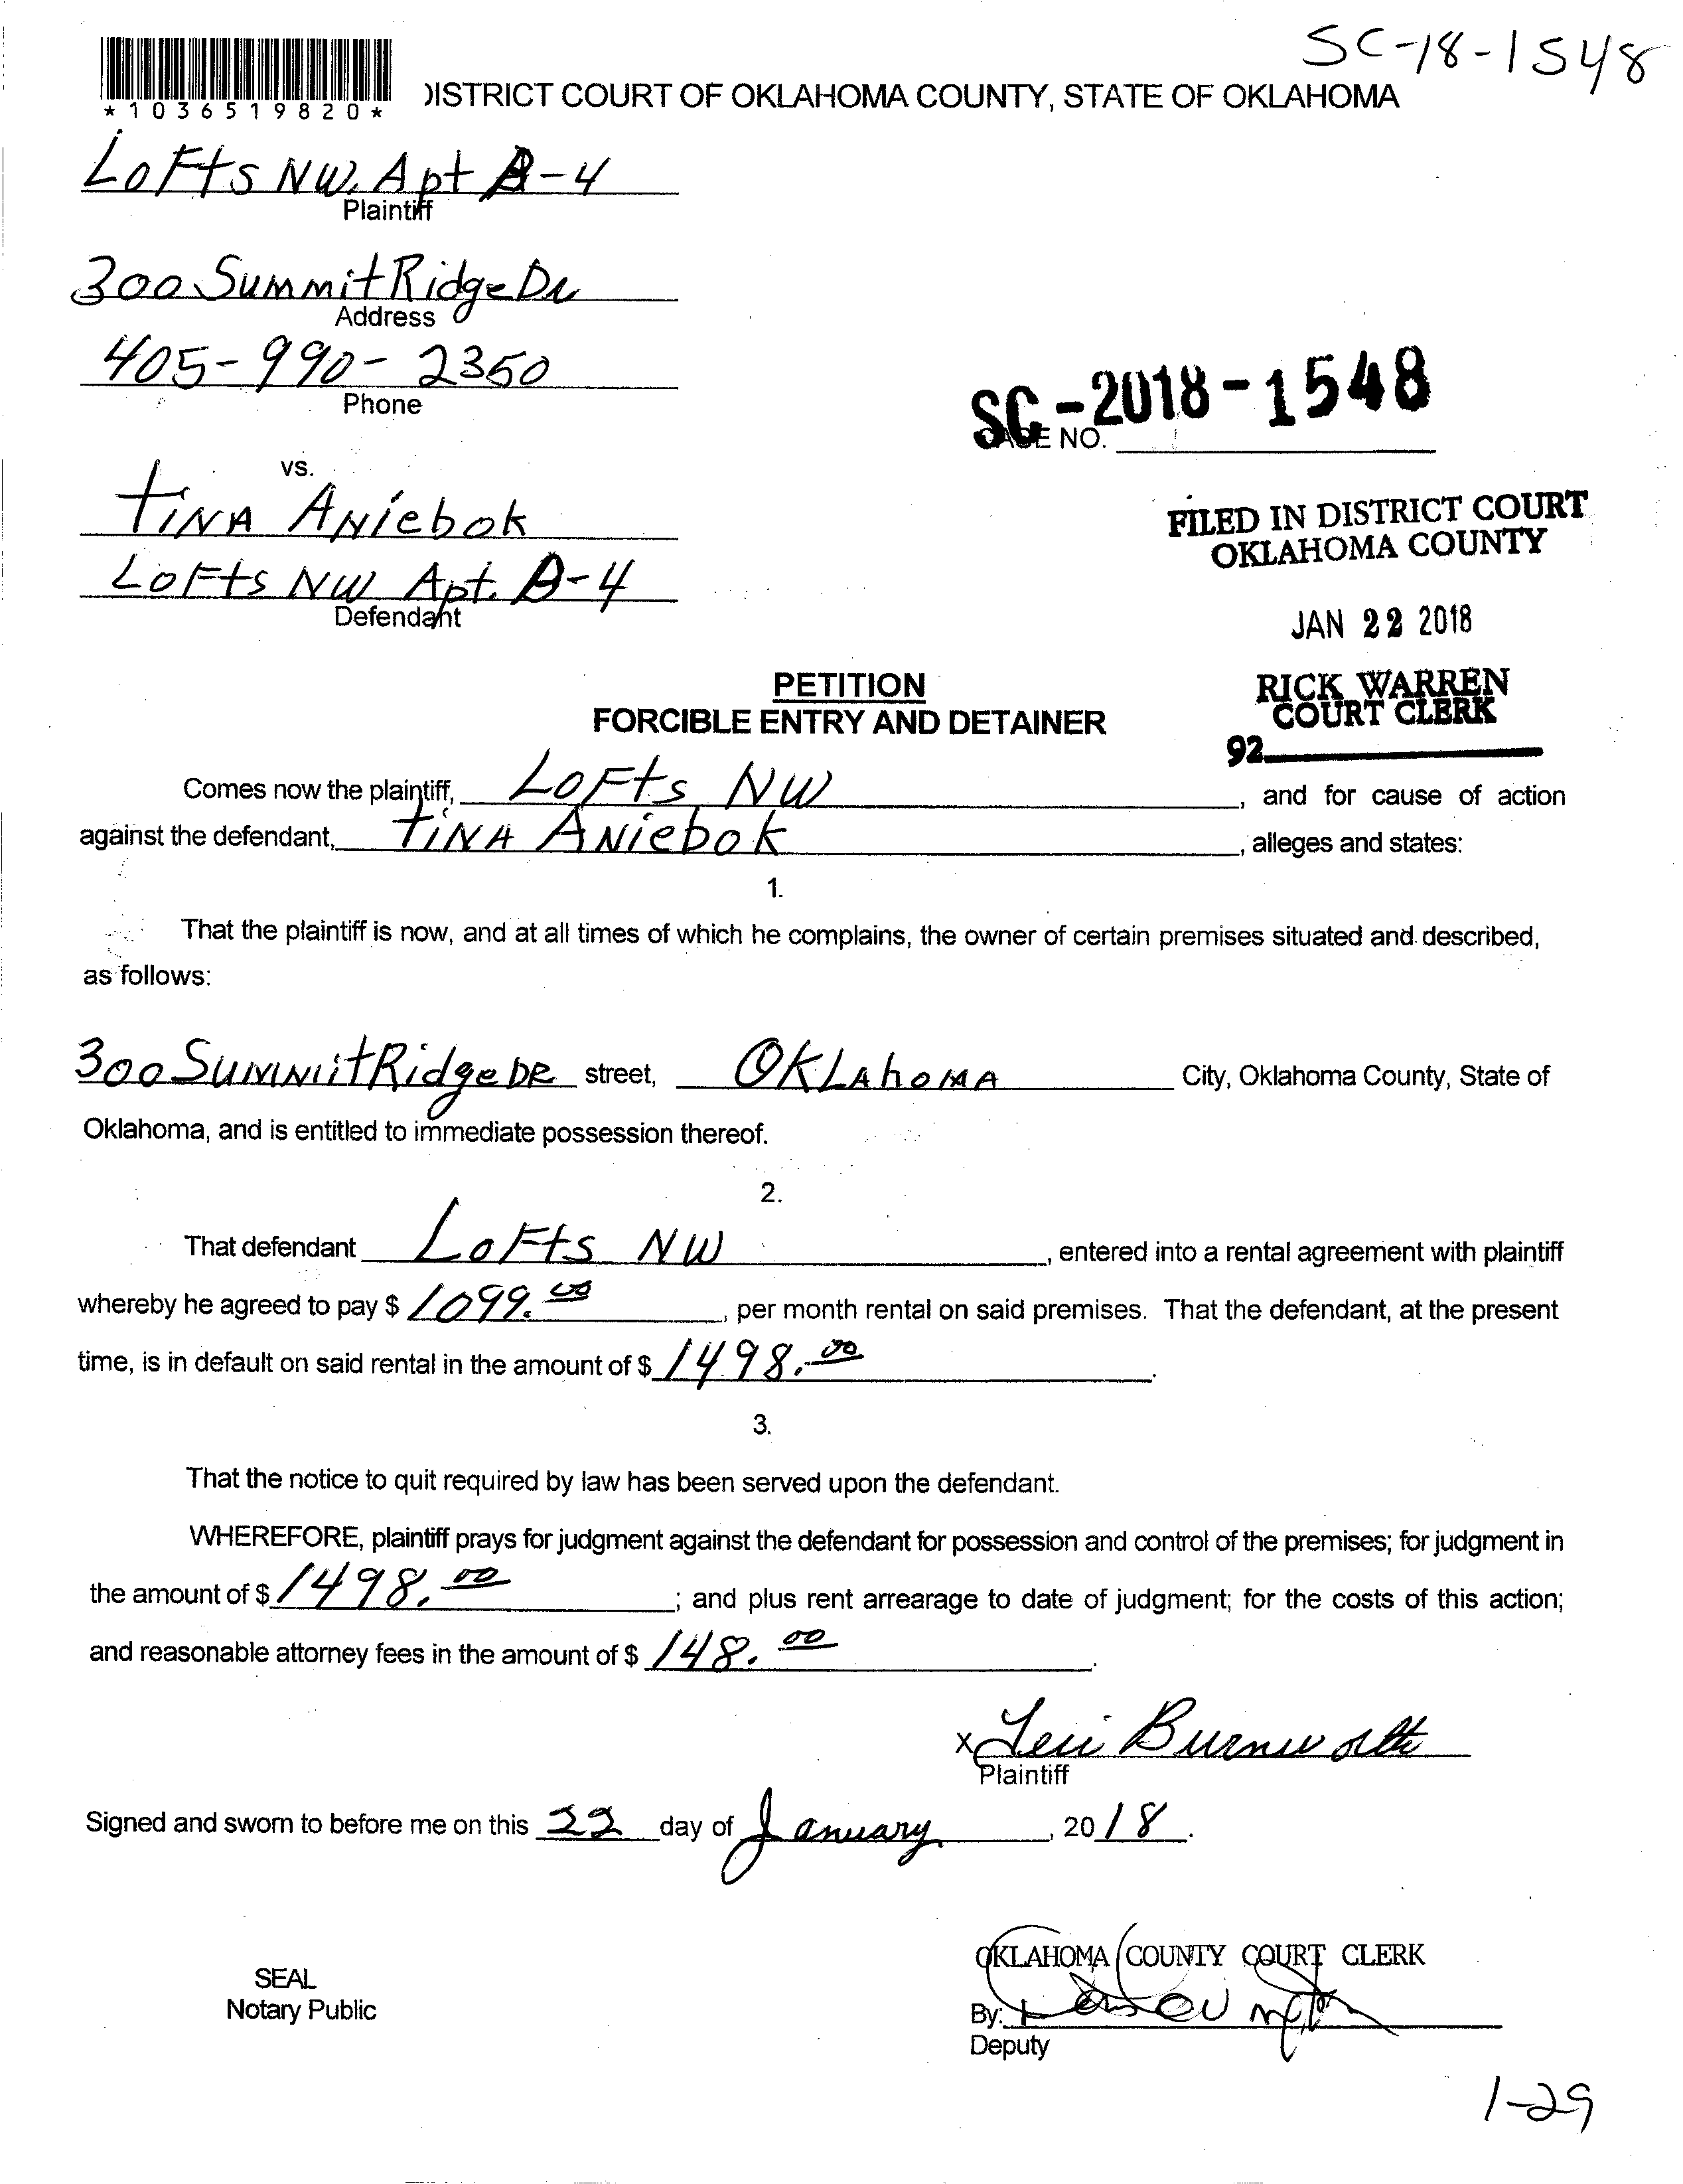 SC-18-1548
*1036519820*
DISTRICT COURT OF OKLAHOMA COUNTY, STATE OF OKLAHOMA
LOFts NW. Apt A-4
Plaintiff
300 Summit Ridge Dr
Address
405-990-2350
Phone
SC-2018-1548
CASE NO.
vs.
tiNA ANiebok
LOFts NW Apt. A-4
Defendant
FILED IN DISTRICT COURT
OKLAHOMA COUNTY
JAN 22 2018
RICK WARREN
COURT CLERK
92
PETITION
FORCIBLE ENTRY AND DETAINER
Comes now the plaintiff, LOFts NW, and for cause of action
against the defendant, tiNA ANiebok, alleges and states:
1.
That the plaintiff is now, and at all times of which he complains, the owner of certain premises situated and described,
as follows:
300 Summit Ridge DR street, OKLAhoMA City, Oklahoma County, State of
Oklahoma, and is entitled to immediate possession thereof.
2.
That defendant LOFts NW, entered into a rental agreement with plaintiff
whereby he agreed to pay $ 1099.00, per month rental on said premises. That the defendant, at the present
time, is in default on said rental in the amount of $ 1498.00.
3.
That the notice to quit required by law has been served upon the defendant.
WHEREFORE, plaintiff prays for judgment against the defendant for possession and control of the premises; for judgment in
the amount of $ 1498.00; and plus rent arrearage to date of judgment; for the costs of this action;
and reasonable attorney fees in the amount of $ 148.00.
x Teri Burnworth
Plaintiff
Signed and sworn to before me on this 22 day of January, 2018.
OKLAHOMA COUNTY COURT CLERK
SEAL
Notary Public
By:
Deputy
1-29